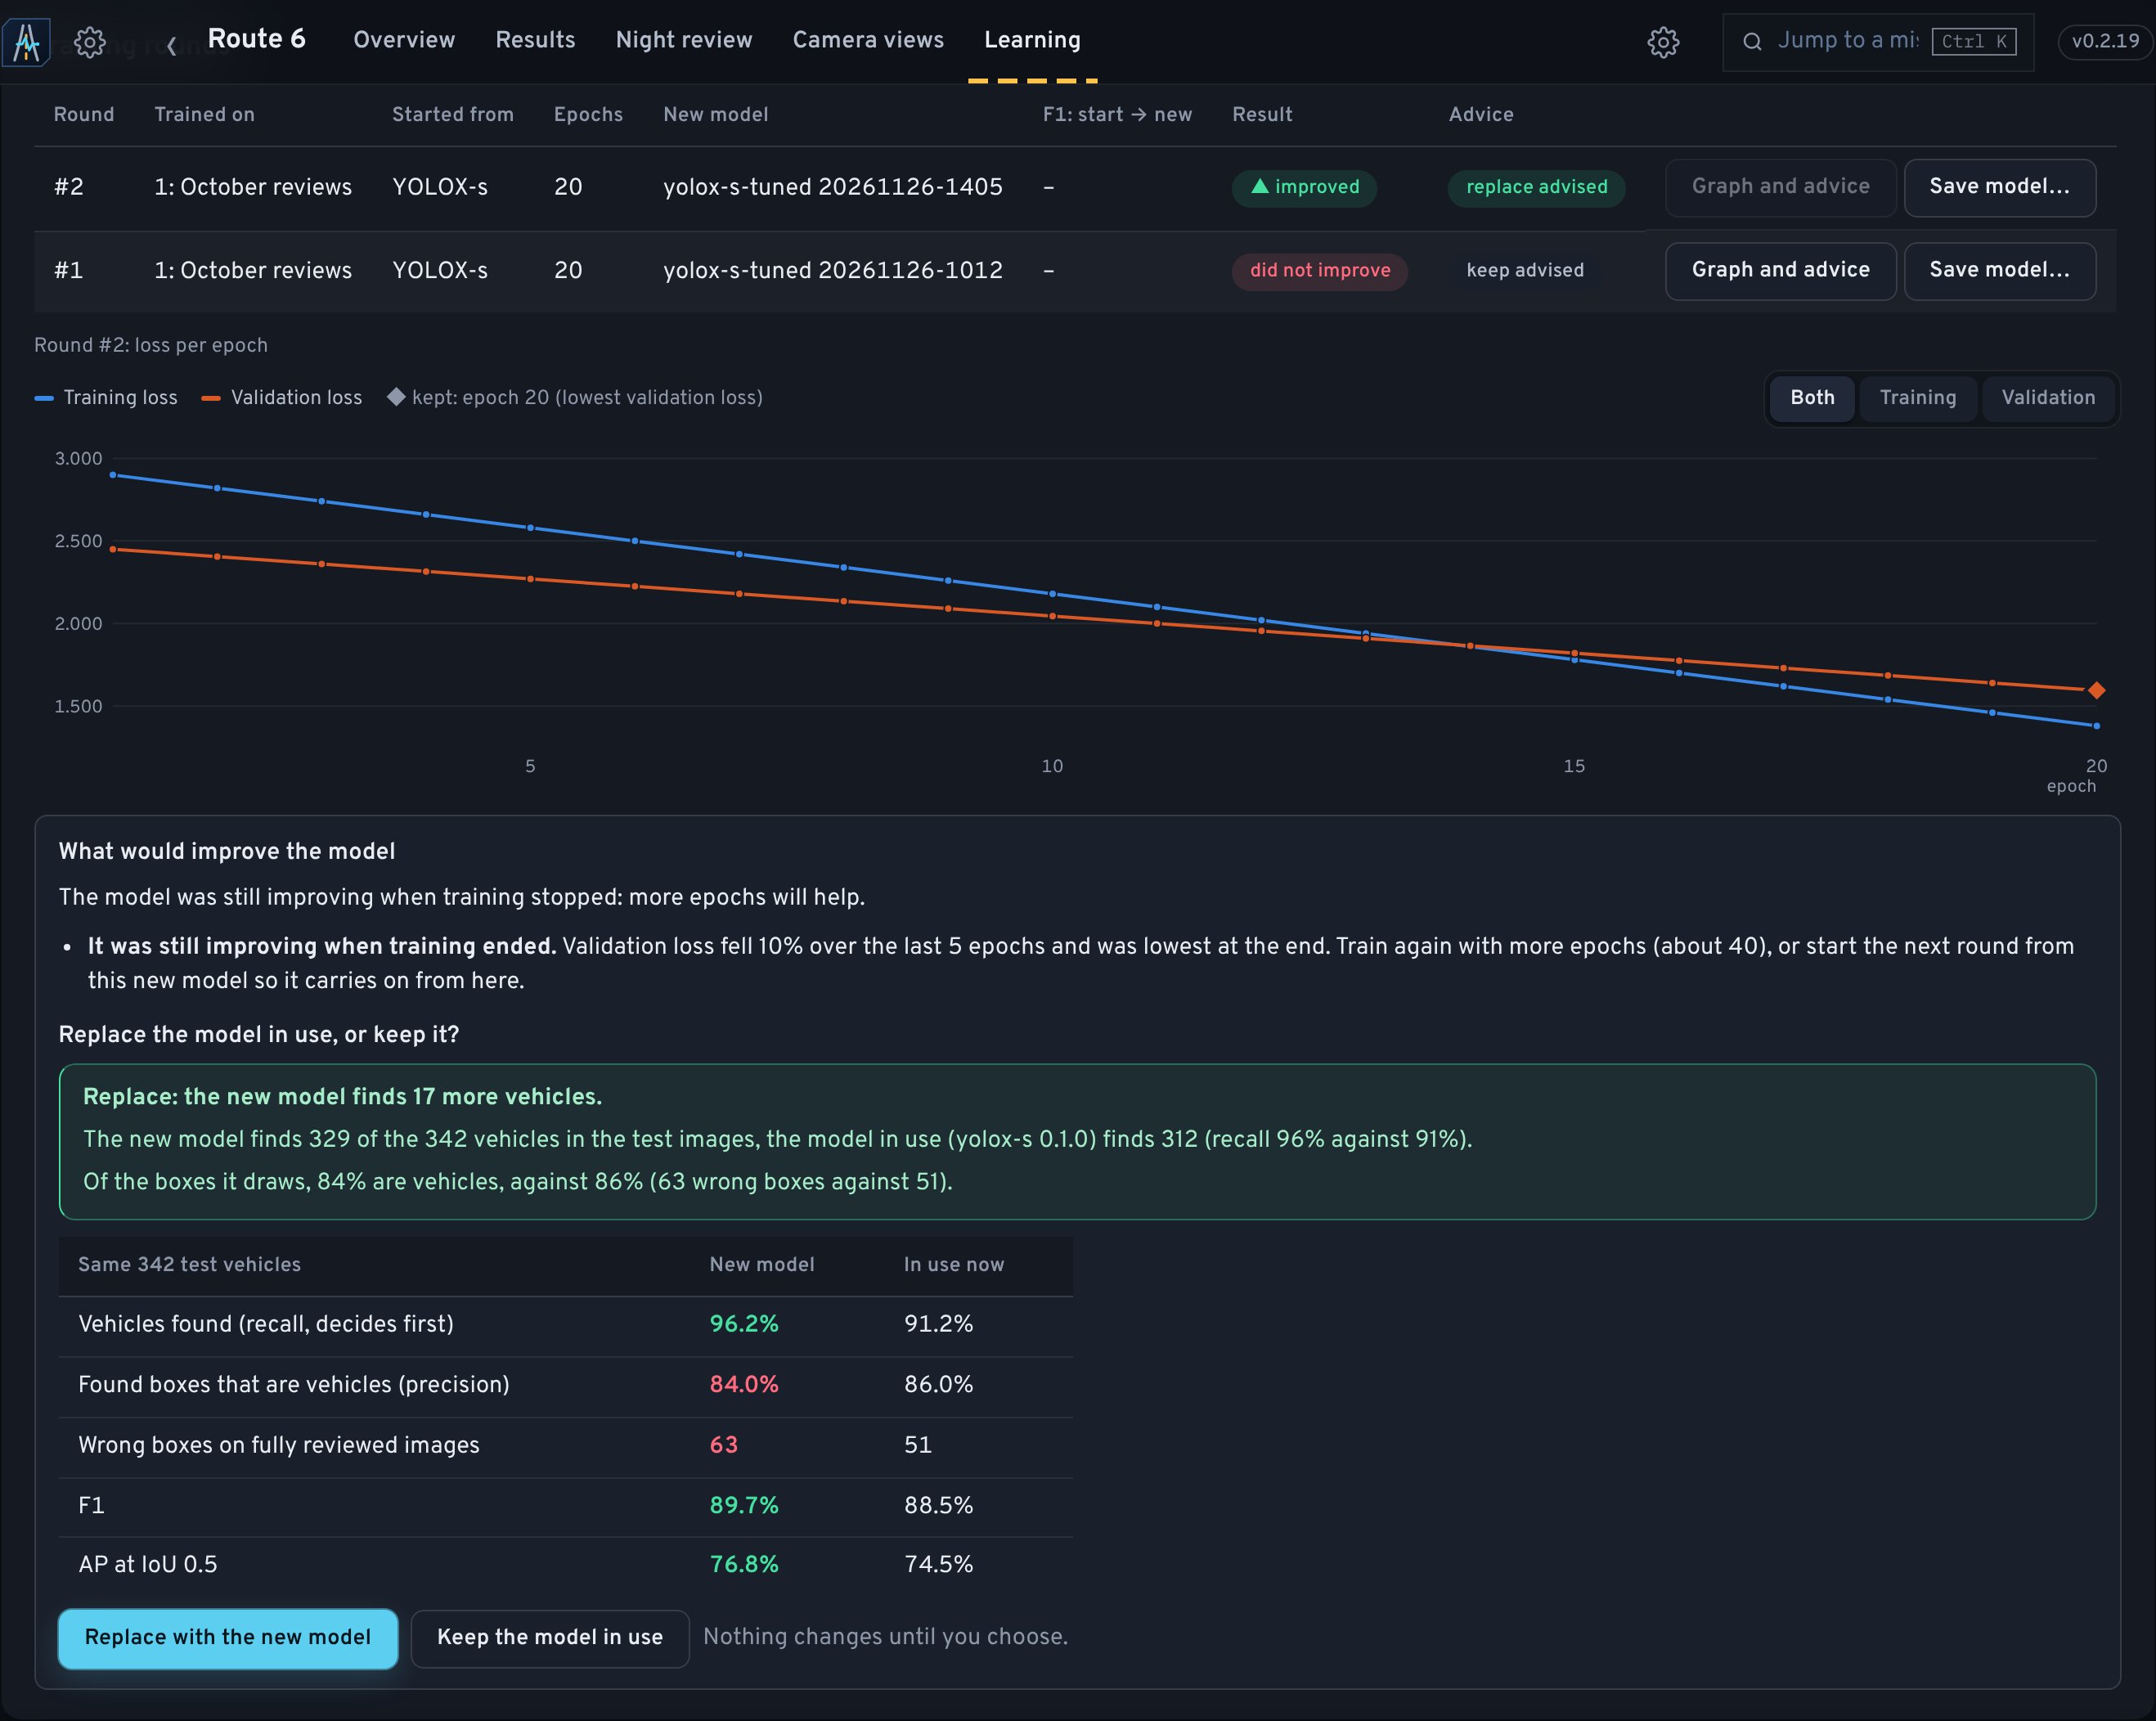 Route 6
Overview
Results
Night review
Camera views
Learning
Jump to a mi
Ctrl K
v0.2.19
Round Trained on Started from Epochs New model F1: start → new Result Advice
#2 1: October reviews YOLOX-s 20 yolox-s-tuned 20261126-1405 – ▲ improved replace advised Graph and advice Save model...
#1 1: October reviews YOLOX-s 20 yolox-s-tuned 20261126-1012 – did not improve keep advised Graph and advice Save model...
Round #2: loss per epoch
Training loss Validation loss kept: epoch 20 (lowest validation loss)
Both Training Validation
3.000
2.500
2.000
1.500
5 10 15 20
epoch
What would improve the model
The model was still improving when training stopped: more epochs will help.
• It was still improving when training ended. Validation loss fell 10% over the last 5 epochs and was lowest at the end. Train again with more epochs (about 40), or start the next round from
this new model so it carries on from here.
Replace the model in use, or keep it?
Replace: the new model finds 17 more vehicles.
The new model finds 329 of the 342 vehicles in the test images, the model in use (yolox-s 0.1.0) finds 312 (recall 96% against 91%).
Of the boxes it draws, 84% are vehicles, against 86% (63 wrong boxes against 51).
Same 342 test vehicles New model In use now
Vehicles found (recall, decides first) 96.2% 91.2%
Found boxes that are vehicles (precision) 84.0% 86.0%
Wrong boxes on fully reviewed images 63 51
F1 89.7% 88.5%
AP at IoU 0.5 76.8% 74.5%
Replace with the new model Keep the model in use Nothing changes until you choose.